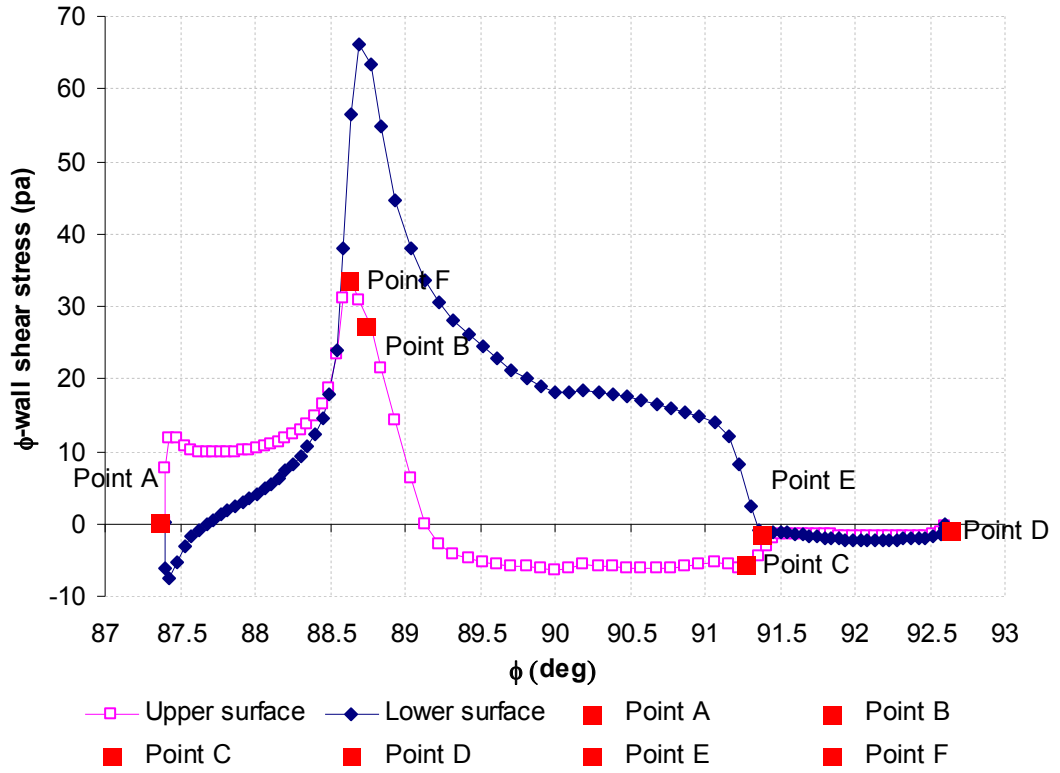 70
60
50
40
30
20
10
0
-10
ϕ-wall shear stress (pa)
Point F
Point B
Point A
Point E
Point D
Point C
87 87.5 88 88.5 89 89.5 90 90.5 91 91.5 92 92.5 93
ϕ (deg)
Upper surface Lower surface Point A Point B
Point C Point D Point E Point F